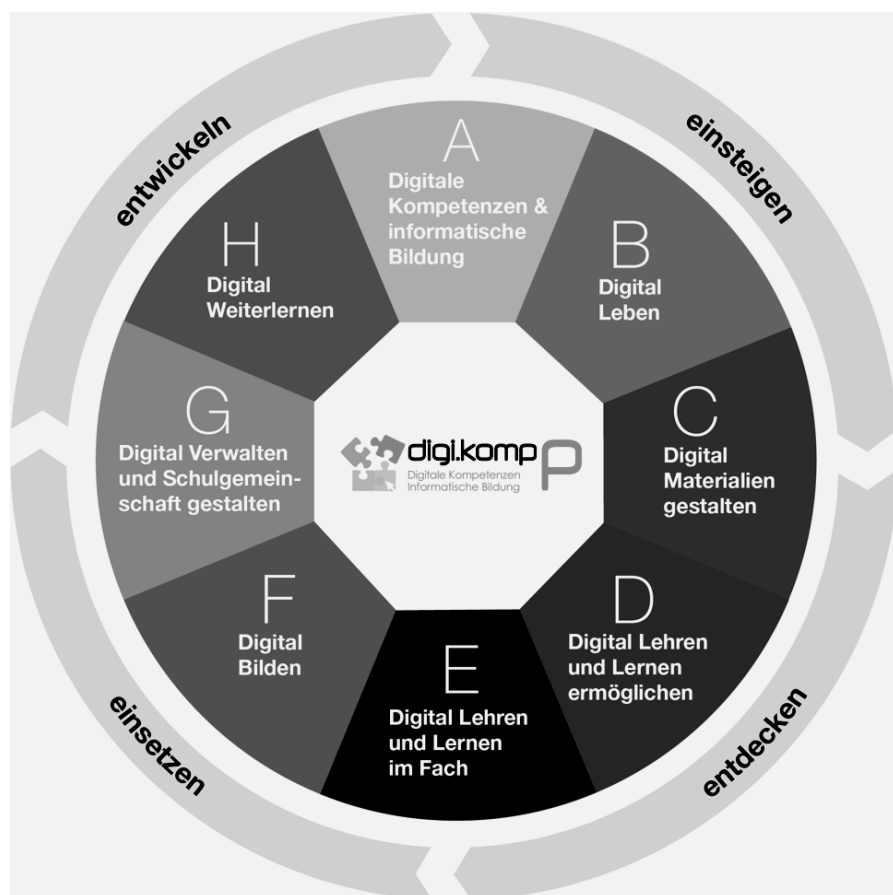 entwickeln
einsteigen
A
Digitale
Kompetenzen &
informatische
Bildung
B
Digital
Leben
C
Digital
Materialien
gestalten
D
Digital Lehren
und Lernen
ermöglichen
E
Digital Lehren
und Lernen
im Fach
F
Digital
Bilden
G
Digital Verwalten
und Schulgemein-
schaft gestalten
H
Digital
Weiterlernen
digi.komp P
Digitale Kompetenzen
Informatische Bildung
entdecken
einsetzen